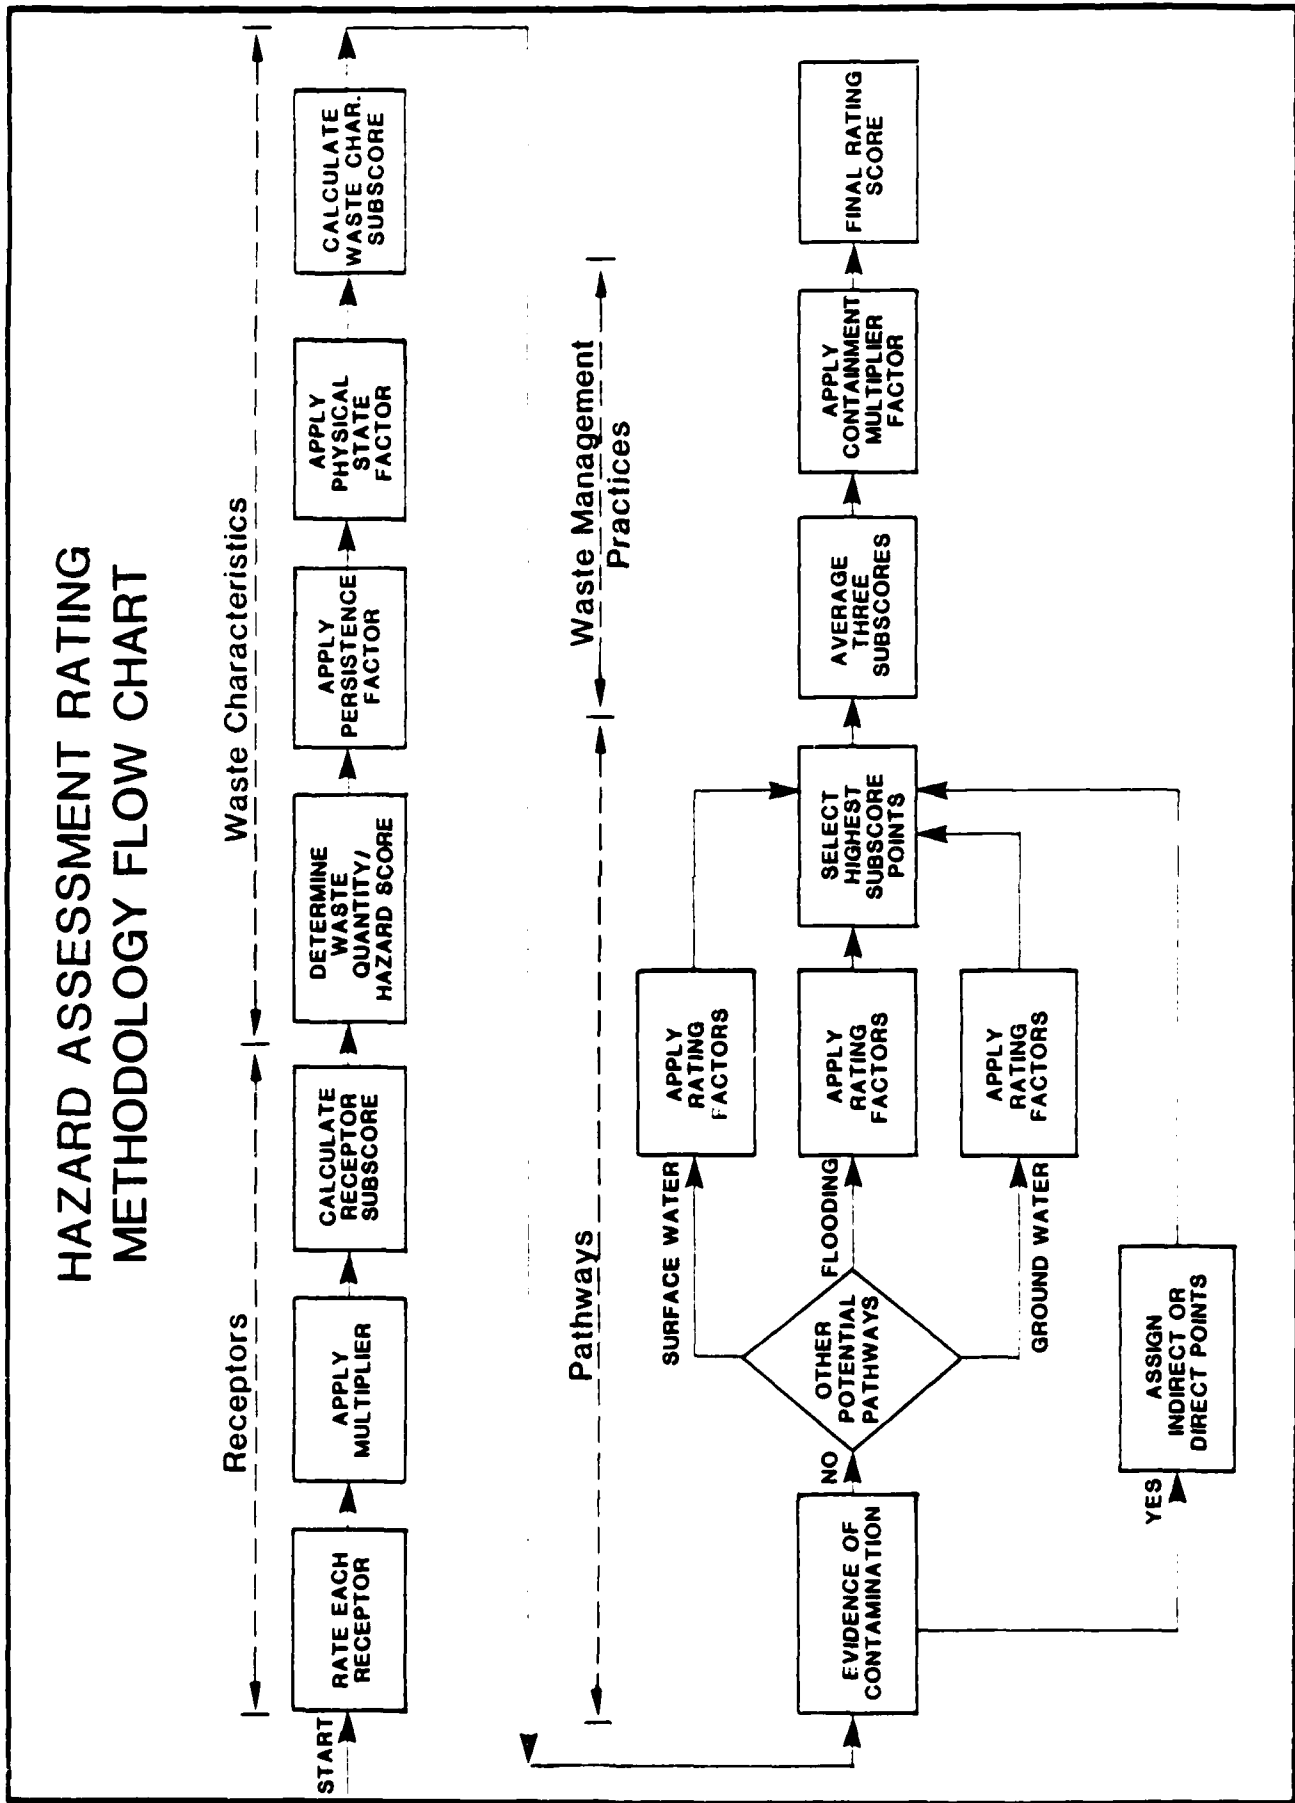 HAZARD ASSESSMENT RATING
METHODOLOGY FLOW CHART
Receptors
Waste Characteristics
START
RATE EACH
RECEPTOR
APPLY
MULTIPLIER
CALCULATE
RECEPTOR
SUBSCORE
DETERMINE
WASTE
QUANTITY/
HAZARD SCORE
APPLY
PERSISTENCE
FACTOR
APPLY
PHYSICAL
STATE
FACTOR
CALCULATE
WASTE CHAR.
SUBSCORE
Pathways
Waste Management
Practices
EVIDENCE OF
CONTAMINATION
NO
YES
OTHER
POTENTIAL
PATHWAYS
SURFACE WATER
FLOODING
GROUND WATER
APPLY
RATING
FACTORS
APPLY
RATING
FACTORS
APPLY
RATING
FACTORS
ASSIGN
INDIRECT OR
DIRECT POINTS
SELECT
HIGHEST
SUBSCORE
POINTS
AVERAGE
THREE
SUBSCORES
APPLY
CONTAINMENT
MULTIPLIER
FACTOR
FINAL RATING
SCORE